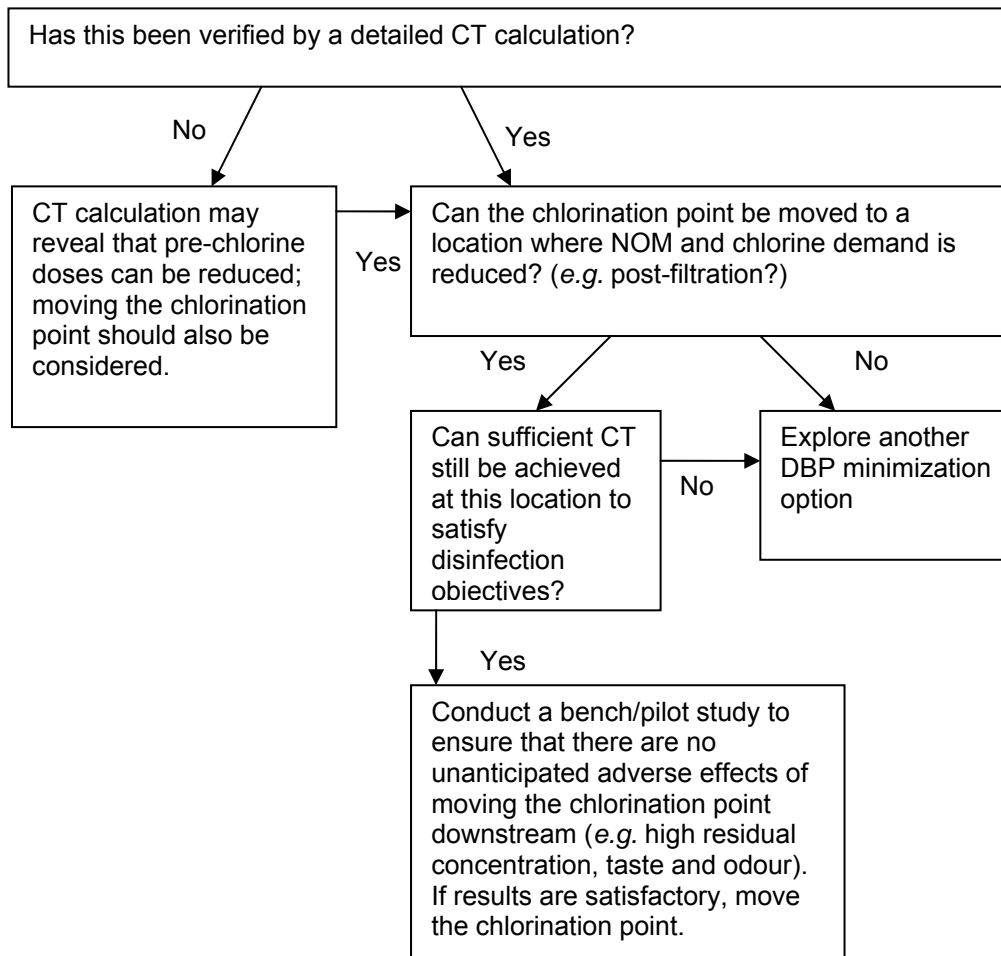 Has this been verified by a detailed CT calculation?
No
Yes
CT calculation may
reveal that pre-chlorine
doses can be reduced;
moving the chlorination
point should also be
considered.
Yes
Can the chlorination point be moved to a
location where NOM and chlorine demand is
reduced? (e.g. post-filtration?)
Yes
No
Can sufficient CT
still be achieved
at this location to
satisfy
disinfection
objectives?
No
Explore another
DBP minimization
option
Yes
Conduct a bench/pilot study to
ensure that there are no
unanticipated adverse effects of
moving the chlorination point
downstream (e.g. high residual
concentration, taste and odour).
If results are satisfactory, move
the chlorination point.